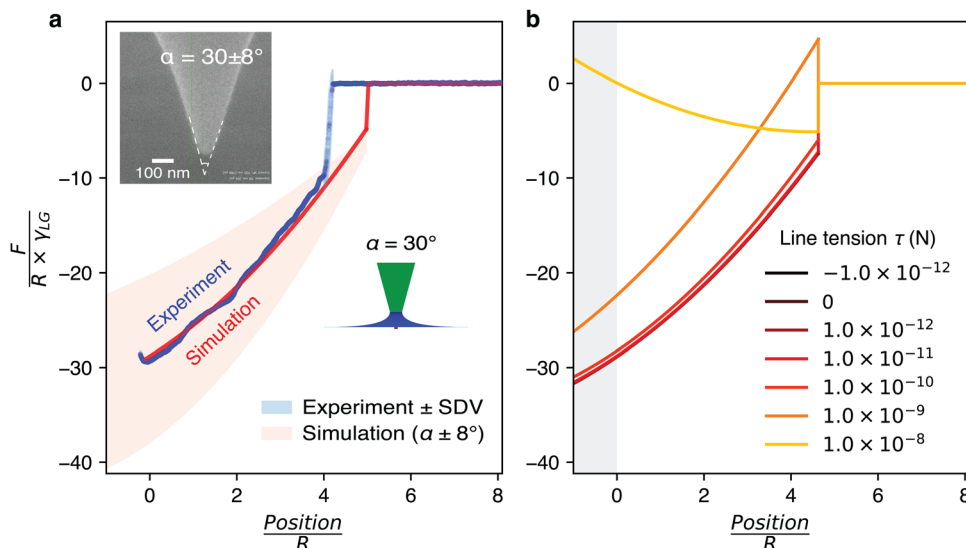 a
b
α = 30±8°
100 nm
0
−10
−20
−30
−40
F
R × γLG
Experiment
Simulation
α = 30°
Experiment ± SDV
Simulation (α ± 8°)
0 2 4 6 8
Position
R
0
−10
−20
−30
−40
Line tension τ (N)
−1.0 × 10⁻¹²
0
1.0 × 10⁻¹²
1.0 × 10⁻¹¹
1.0 × 10⁻¹⁰
1.0 × 10⁻⁹
1.0 × 10⁻⁸
0 2 4 6 8
Position
R